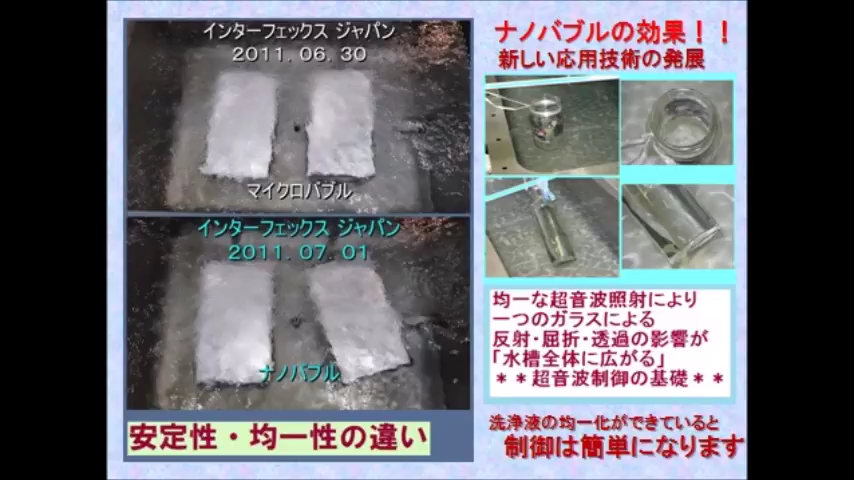 インターフェックス ジャパン
2011．06．30
マイクロバブル
インターフェックス ジャパン
2011．07．01
ナノバブル
安定性・均一性の違い
ナノバブルの効果！！
新しい応用技術の発展
均一な超音波照射により
一つのガラスによる
反射・屈折・透過の影響が
「水槽全体に広がる」
＊＊超音波制御の基礎＊＊
洗浄液の均一化ができていると
制御は簡単になります